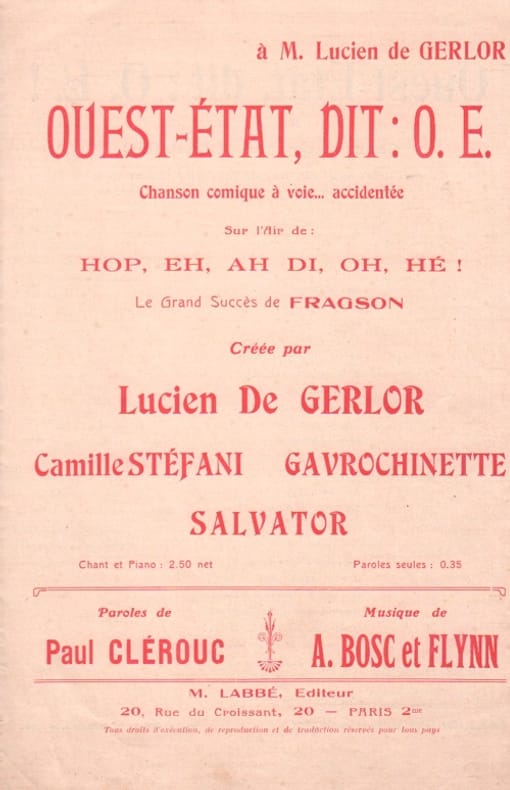 à M. Lucien de GERLOR
OUEST-ÉTAT, DIT : O. E.
Chanson comique à voie... accidentée
Sur l'Air de :
HOP, EH, AH DI, OH, HÉ !
Le Grand Succès de FRAGSON
Créée par
Lucien De GERLOR
Camille STÉFANI GAVROCHINETTE
SALVATOR
Chant et Piano : 2.50 net Paroles seules : 0.35
Paroles de Musique de
Paul CLÉROUC A. BOSC et FLYNN
M. LABBÉ, Editeur
20, Rue du Croissant, 20 — PARIS 2me
Tous droits d'exécution, de reproduction et de traduction réservés pour tous pays